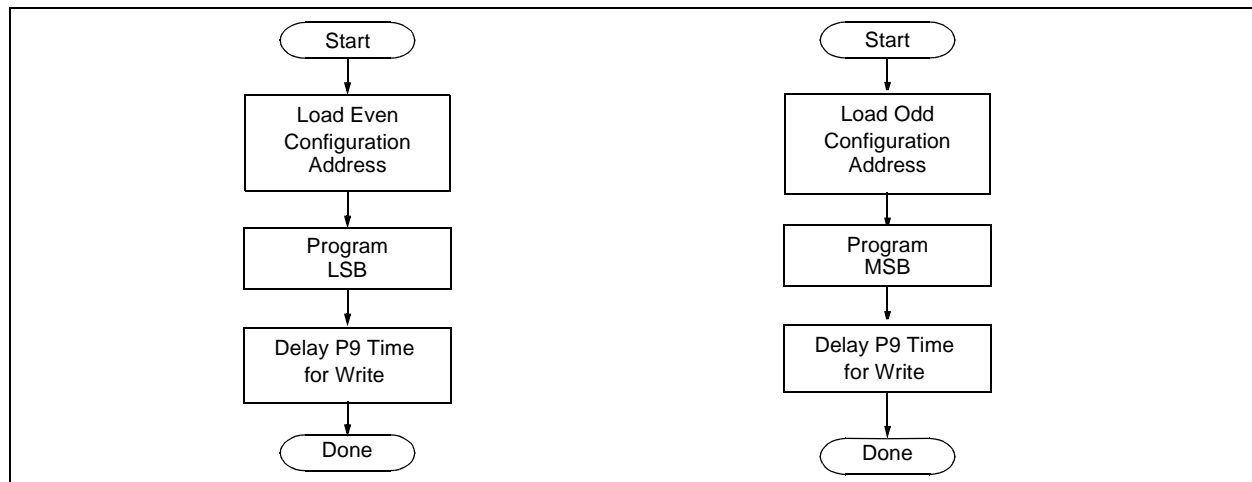 Start
Load Even
Configuration
Address
Program
LSB
Delay P9 Time
for Write
Done
Start
Load Odd
Configuration
Address
Program
MSB
Delay P9 Time
for Write
Done